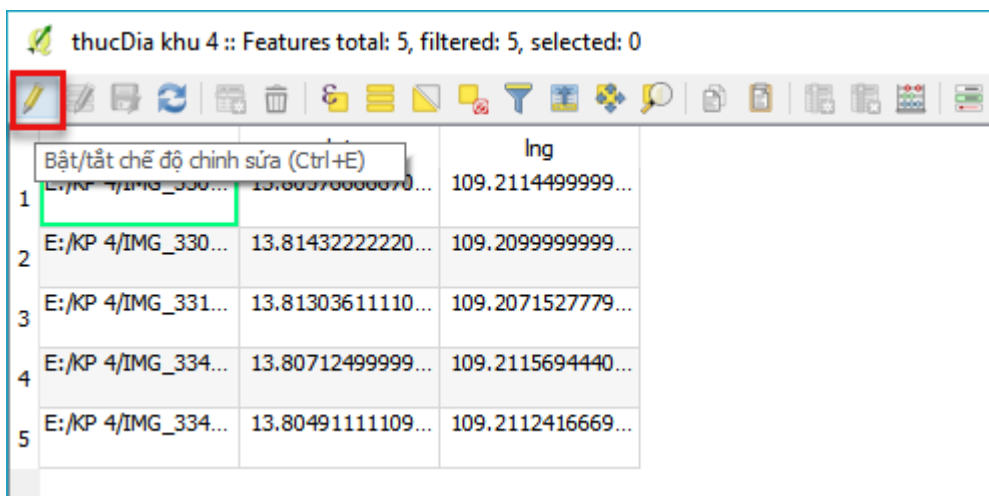 thucDia khu 4 :: Features total: 5, filtered: 5, selected: 0
Bật/tắt chế độ chỉnh sửa (Ctrl+E)
lng
1 109.2114499999...
2 E:/KP 4/IMG_330... 13.81432222220... 109.2099999999...
3 E:/KP 4/IMG_331... 13.81303611110... 109.2071527779...
4 E:/KP 4/IMG_334... 13.80712499999... 109.2115694440...
5 E:/KP 4/IMG_334... 13.80491111109... 109.2112416669...